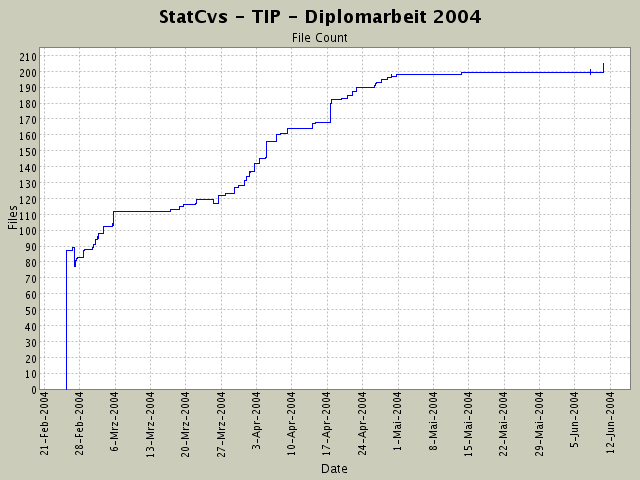 StatCvs - TIP - Diplomarbeit 2004
File Count
210
200
190
180
170
160
150
140
130
120
110
100
90
80
70
60
50
40
30
20
10
0
Files
21-Feb-2004
28-Feb-2004
6-Mrz-2004
13-Mrz-2004
20-Mrz-2004
27-Mrz-2004
3-Apr-2004
10-Apr-2004
17-Apr-2004
24-Apr-2004
1-Mai-2004
8-Mai-2004
15-Mai-2004
22-Mai-2004
29-Mai-2004
5-Jun-2004
12-Jun-2004
Date